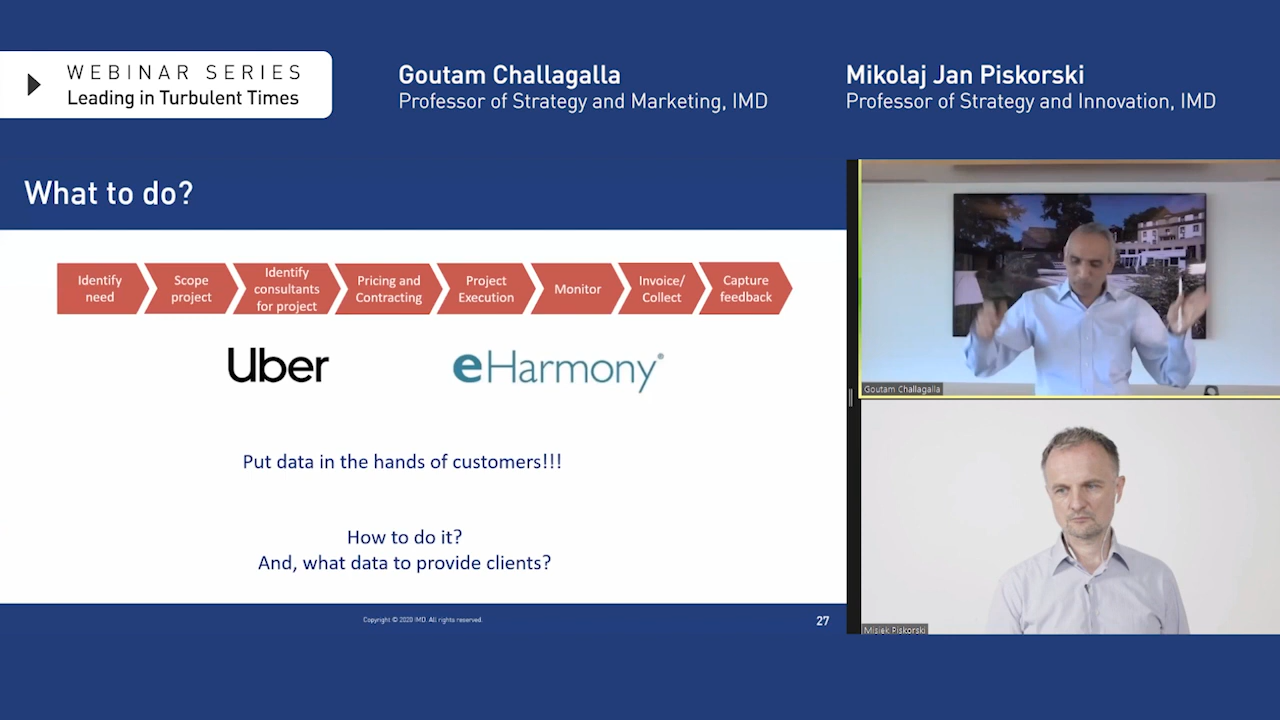 WEBINAR SERIES
Leading in Turbulent Times
Goutam Challagalla
Professor of Strategy and Marketing, IMD
Mikolaj Jan Piskorski
Professor of Strategy and Innovation, IMD
What to do?
Identify
need
Scope
project
Identify
consultants
for project
Pricing and
Contracting
Project
Execution
Monitor
Invoice/
Collect
Capture
feedback
Uber
eHarmony®
Put data in the hands of customers!!!
How to do it?
And, what data to provide clients?
Copyright © 2020 IMD. All rights reserved.
27
Goutam Challagalla
Misiek Piskorski